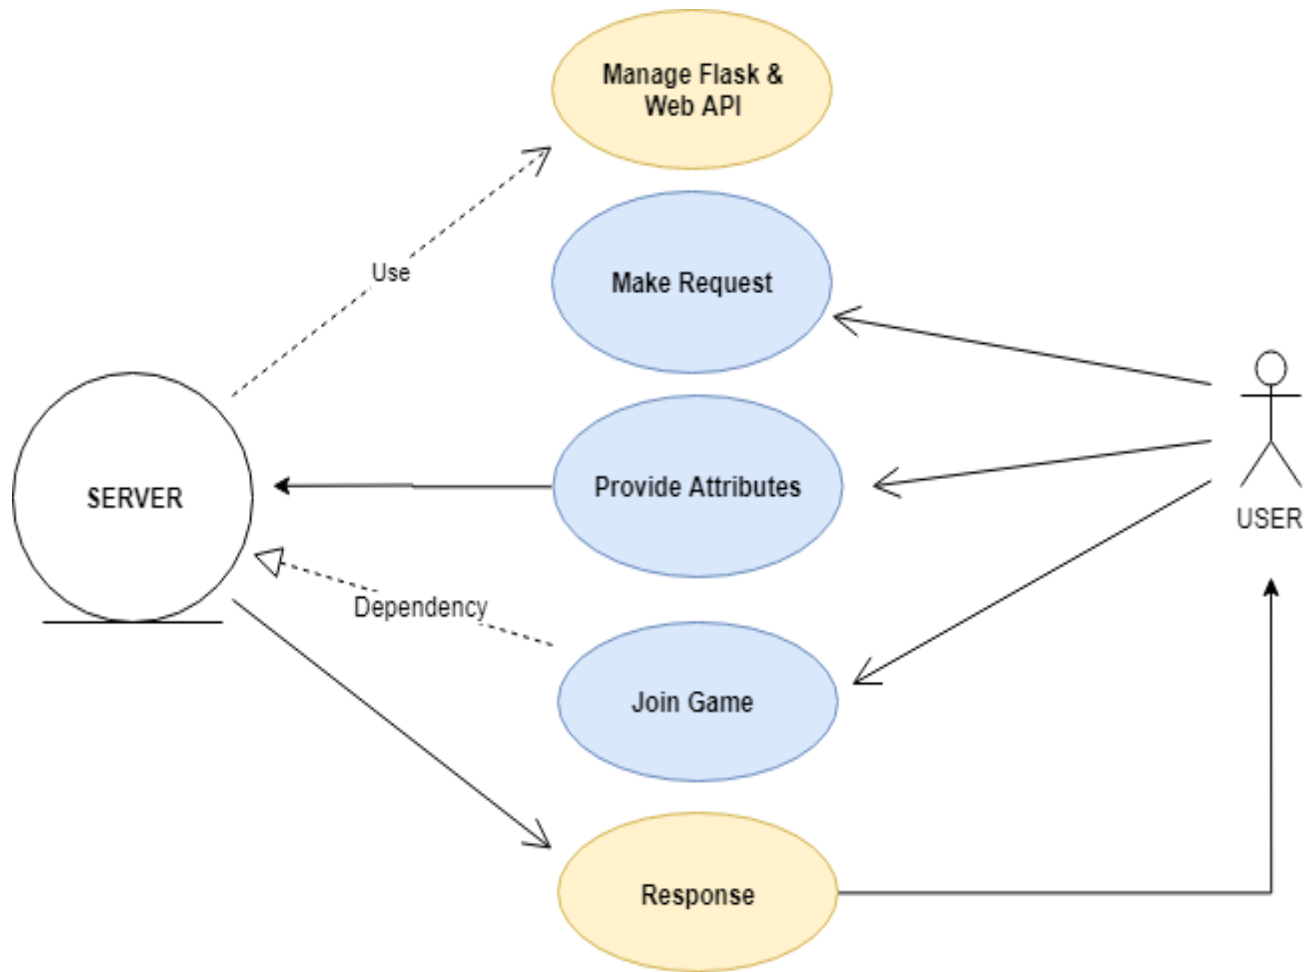 Manage Flask &
Web API
Use
Make Request
SERVER
Provide Attributes
USER
Dependency
Join Game
Response